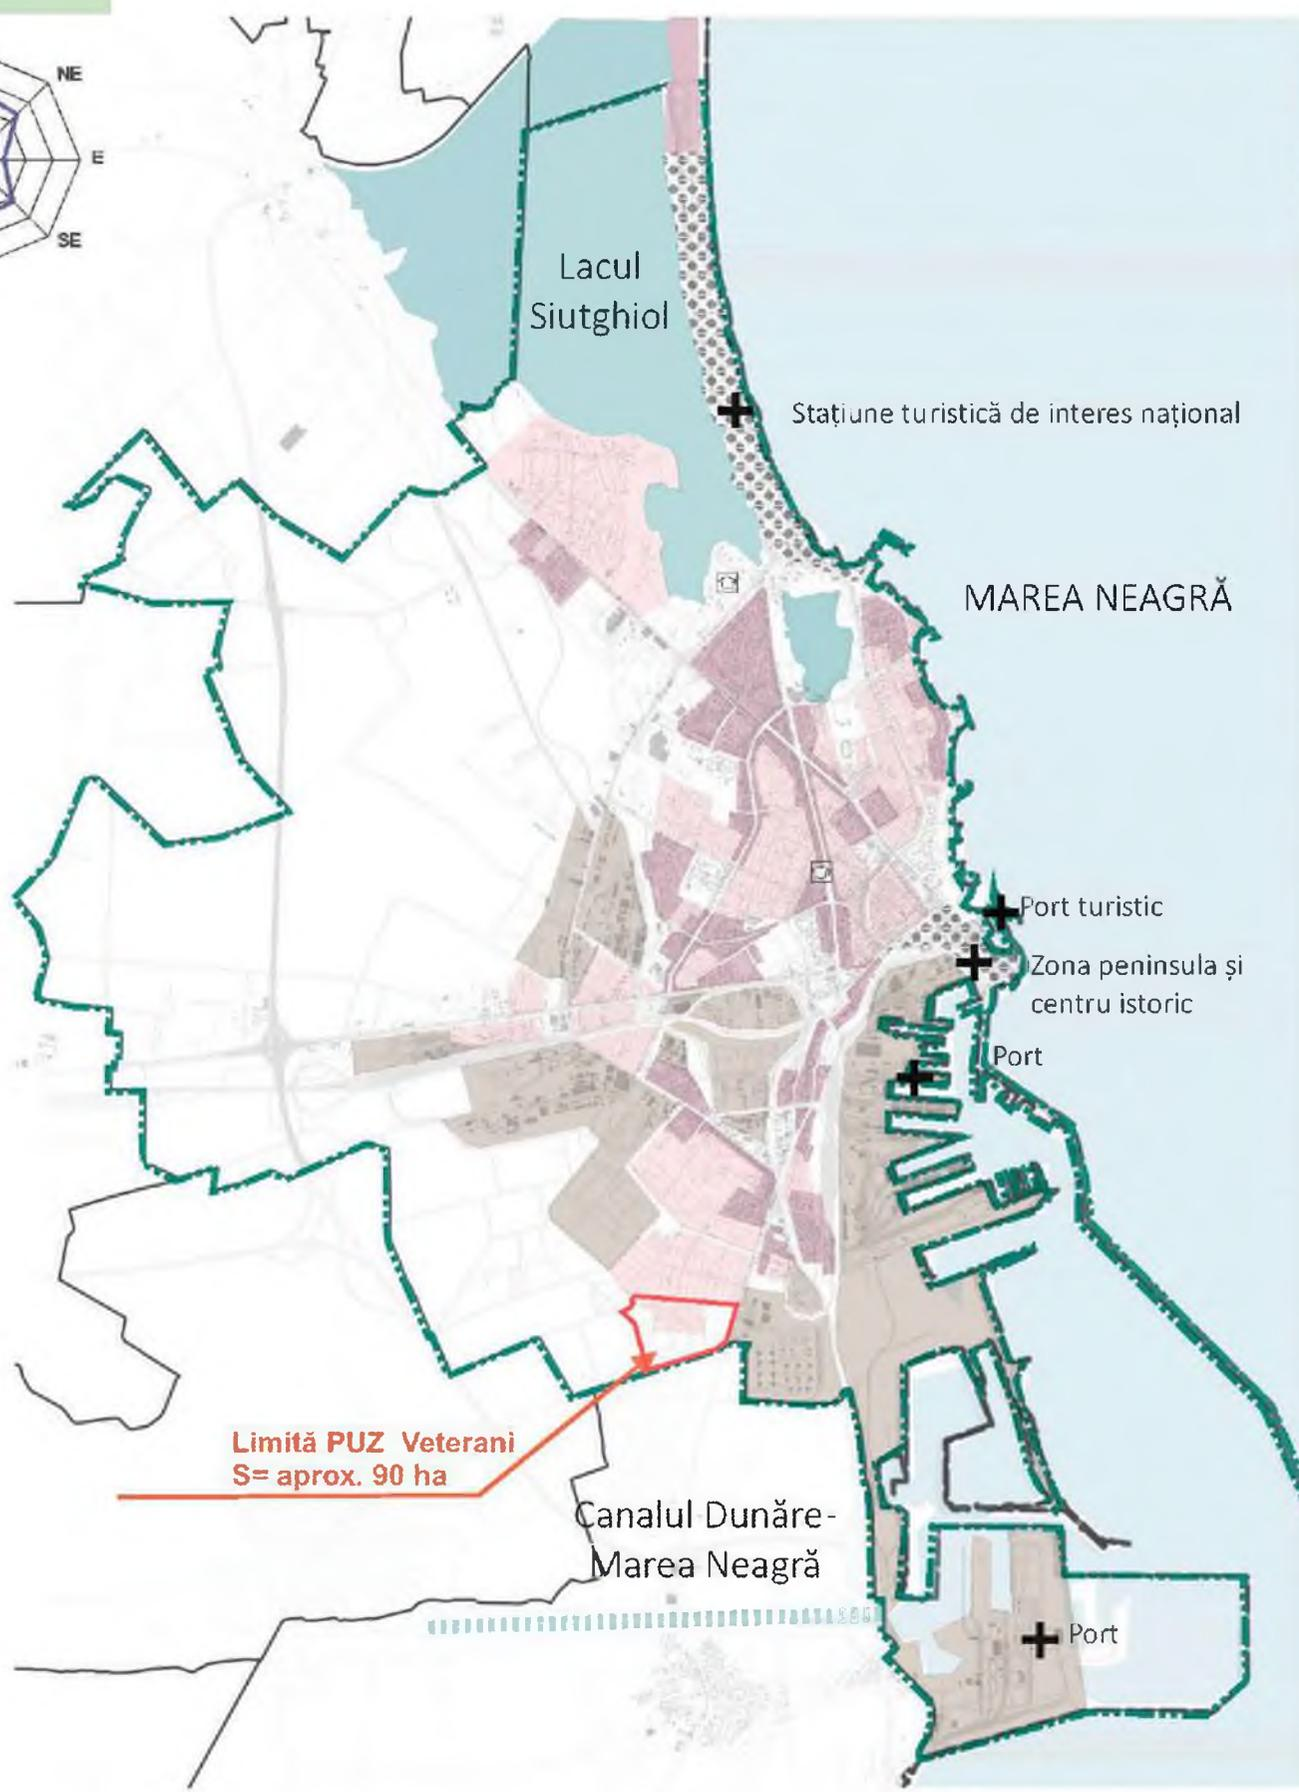 NE
E
SE
Lacul
Siutghiol
Stațiune turistică de interes național
MAREA NEAGRĂ
Port turistic
Zona peninsula și
centru istoric
Port
Limită PUZ Veterani
S= aprox. 90 ha
Canalul Dunăre-
Marea Neagră
Port